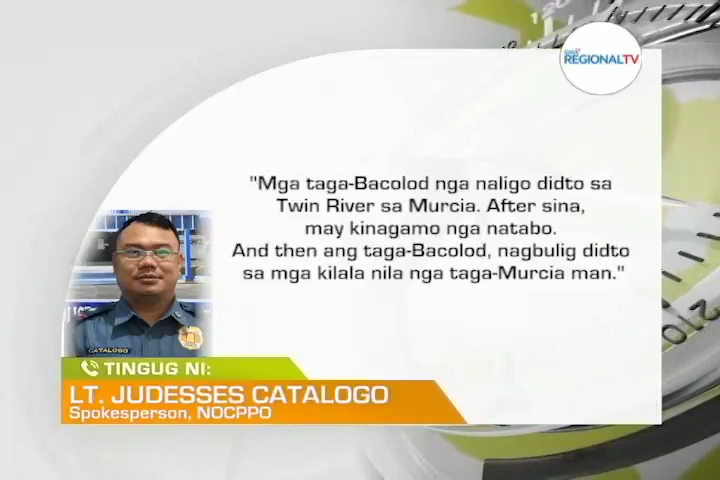 GMA REGIONALTV
"Mga taga-Bacolod nga naligo didto sa
Twin River sa Murcia. After sina,
may kinagamo nga natabo.
And then ang taga-Bacolod, nagbulig didto
sa mga kilala nila nga taga-Murcia man."
CATALOGO
TINGUG NI:
LT. JUDESSES CATALOGO
Spokesperson, NOCPPO